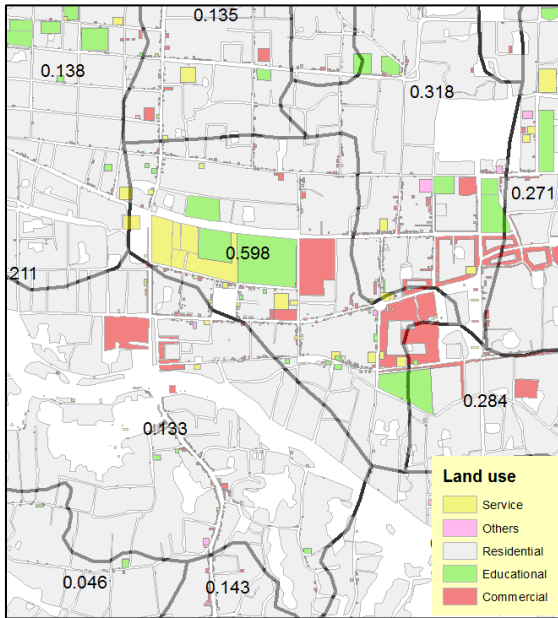 0.135
0.138
0.318
0.271
0.598
.211
0.284
0.133
0.046
0.143
Land use
Service
Others
Residential
Educational
Commercial